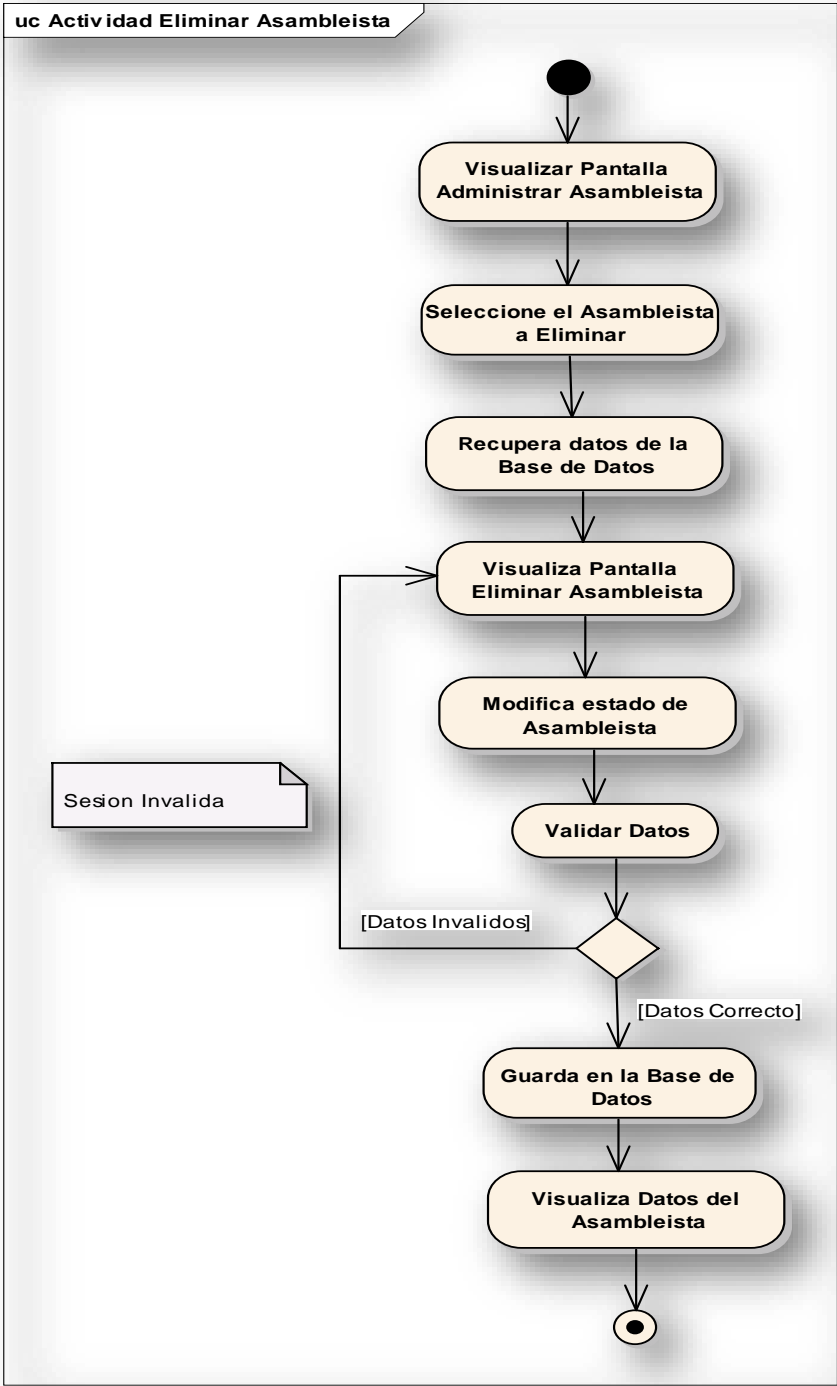 uc Actividad Eliminar Asambleista
Visualizar Pantalla
Administrar Asambleista
Seleccione el Asambleista
a Eliminar
Recupera datos de la
Base de Datos
Visualiza Pantalla
Eliminar Asambleista
Modifica estado de
Asambleista
Sesion Invalida
Validar Datos
[Datos Invalidos]
[Datos Correcto]
Guarda en la Base de
Datos
Visualiza Datos del
Asambleista